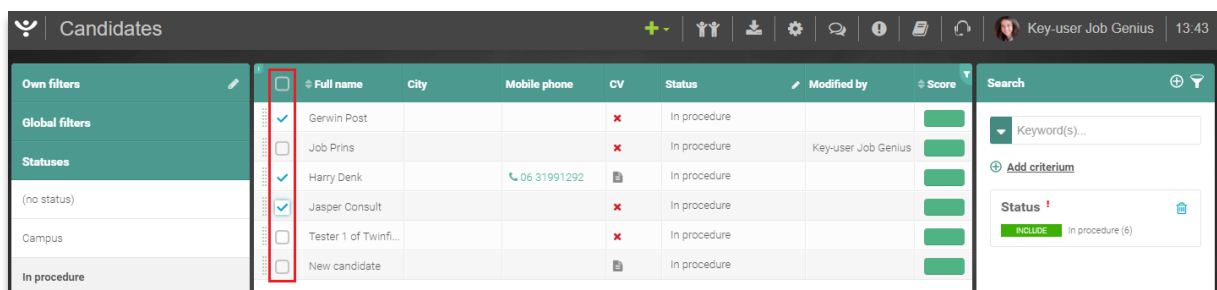 Candidates
Key-user Job Genius 13:43
Own filters
Global filters
Statuses
(no status)
Campus
In procedure
Full name City Mobile phone CV Status Modified by Score
Gerwin Post In procedure
Job Prins In procedure Key-user Job Genius
Harry Denk 06 31991292 In procedure
Jasper Consult In procedure
Tester 1 of Twinfi... In procedure
New candidate In procedure
Search
Keyword(s)...
Add criterium
Status !
INCLUDE In procedure (6)